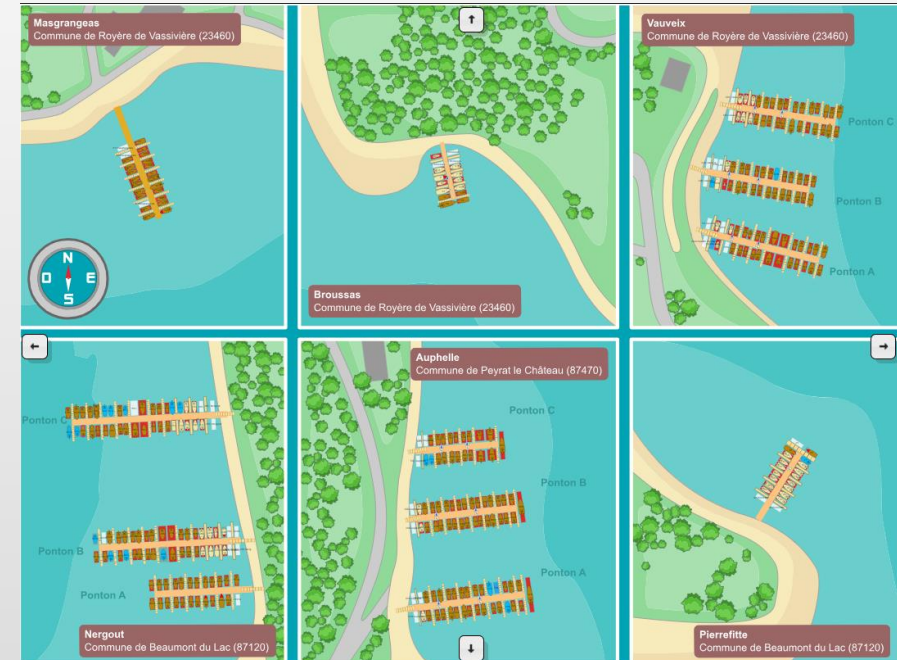 Masgrangeas
Commune de Royère de Vassivière (23460)
N
O E
S
↑
Broussas
Commune de Royère de Vassivière (23460)
Vauveix
Commune de Royère de Vassivière (23460)
Ponton C
Ponton B
Ponton A
←
Ponton C
Ponton B
Ponton A
Nergout
Commune de Beaumont du Lac (87120)
Auphelle
Commune de Peyrat le Château (87470)
Ponton C
Ponton B
Ponton A
↓
→
Pierrefitte
Commune de Beaumont du Lac (87120)